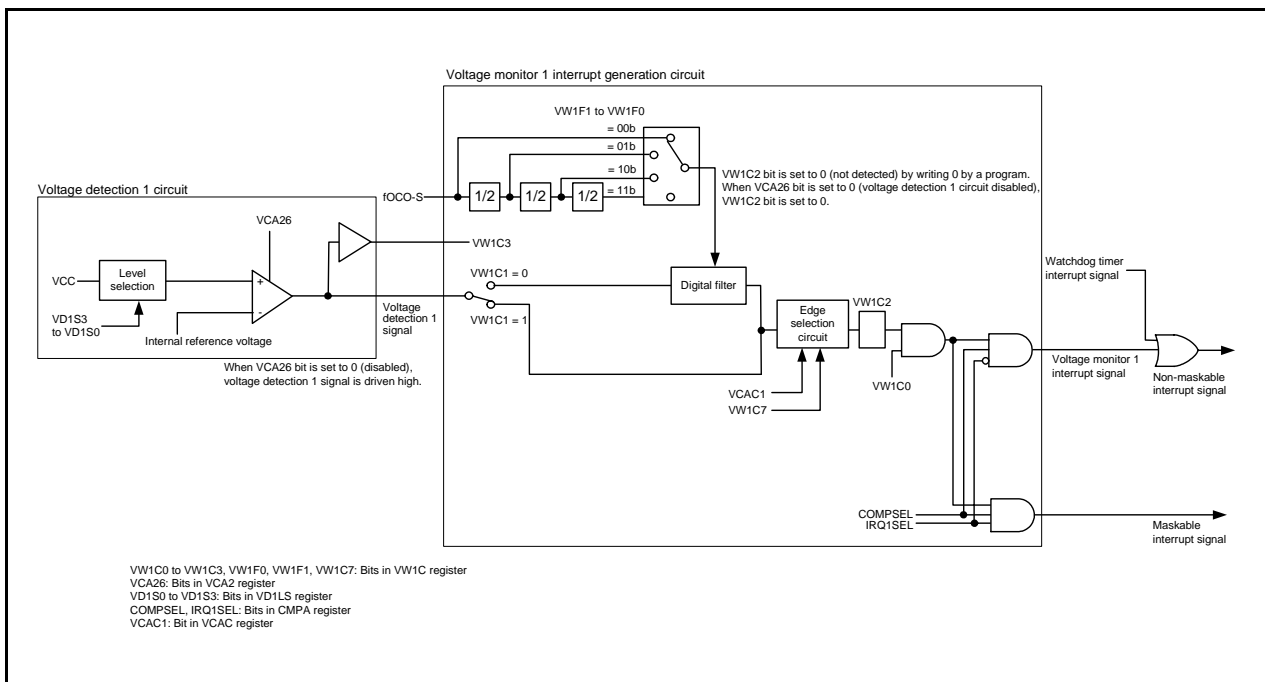 Voltage monitor 1 interrupt generation circuit
VW1F1 to VW1F0
= 00b
= 01b
= 10b
= 11b
fOCO-S
1/2
1/2
1/2
VW1C2 bit is set to 0 (not detected) by writing 0 by a program.
When VCA26 bit is set to 0 (voltage detection 1 circuit disabled),
VW1C2 bit is set to 0.
Voltage detection 1 circuit
VCA26
VW1C3
VCC
Level
selection
+
-
VD1S3
to VD1S0
Internal reference voltage
Voltage
detection 1
signal
When VCA26 bit is set to 0 (disabled),
voltage detection 1 signal is driven high.
VW1C1 = 0
VW1C1 = 1
Digital filter
Edge
selection
circuit
VW1C2
VCAC1
VW1C7
VW1C0
Watchdog timer
interrupt signal
Voltage monitor 1
interrupt signal
Non-maskable
interrupt signal
COMPSEL
IRQ1SEL
Maskable
interrupt signal
VW1C0 to VW1C3, VW1F0, VW1F1, VW1C7: Bits in VW1C register
VCA26: Bits in VCA2 register
VD1S0 to VD1S3: Bits in VD1LS register
COMPSEL, IRQ1SEL: Bits in CMPA register
VCAC1: Bit in VCAC register